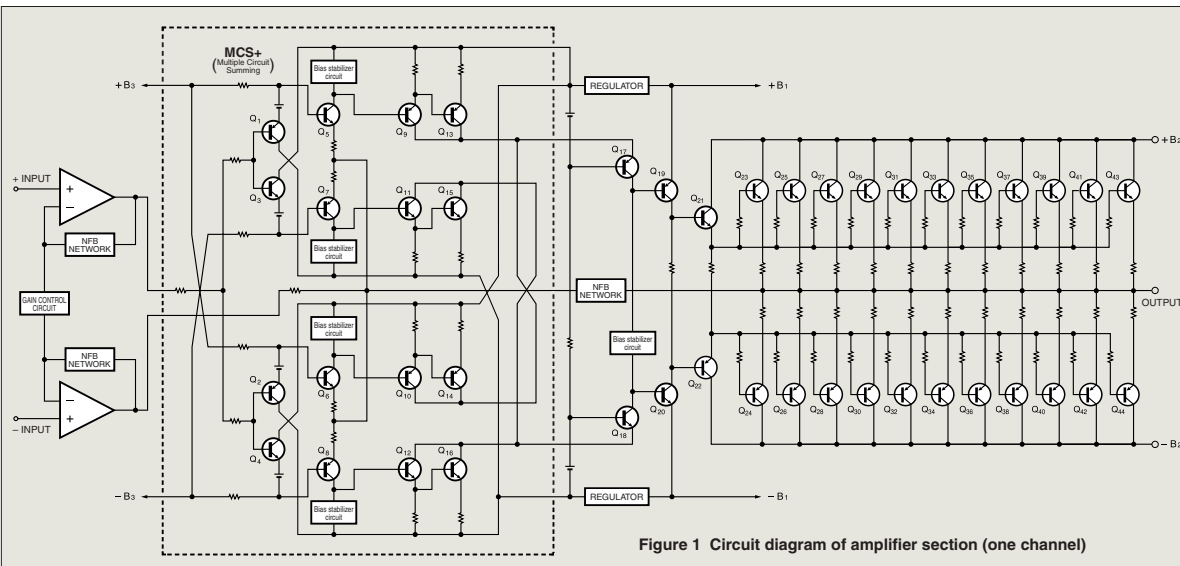 MCS+
(Multiple Circuit Summing)
Bias stabilizer circuit
REGULATOR
+B1
+B3
Q1
Q5
Q9
Q13
Q17
Q19
+B2
Q3
Q7
Q11
Q15
Q21
Q23
Q25
Q27
Q29
Q31
Q33
Q35
Q37
Q39
Q41
Q43
+ INPUT
+
−
NFB NETWORK
Bias stabilizer circuit
GAIN CONTROL CIRCUIT
NFB NETWORK
OUTPUT
Bias stabilizer circuit
Bias stabilizer circuit
NFB NETWORK
−
+
− INPUT
Q2
Q6
Q10
Q14
Q22
Q20
Q18
Q24
Q26
Q28
Q30
Q32
Q34
Q36
Q38
Q40
Q42
Q44
Q4
Q8
Q12
Q16
−B2
−B3
Bias stabilizer circuit
REGULATOR
−B1
Figure 1 Circuit diagram of amplifier section (one channel)